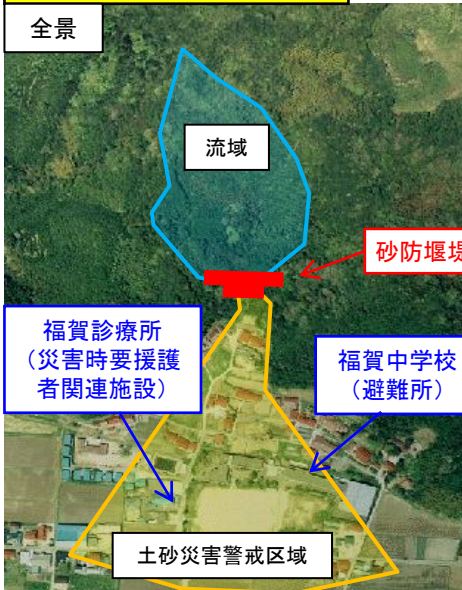 全景
流域
砂防堰堤
福賀診療所
（災害時要援護
者関連施設）
福賀中学校
（避難所）
土砂災害警戒区域